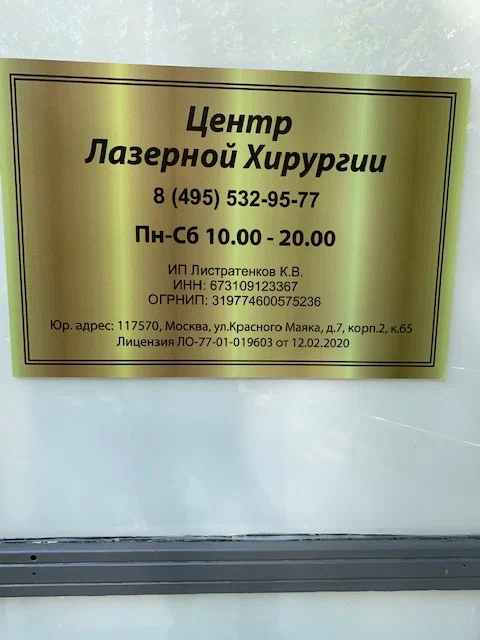 Центр
Лазерной Хирургии
8 (495) 532-95-77
Пн-Сб 10.00 - 20.00
ИП Листратенков К.В.
ИНН: 673109123367
ОГРНИП: 319774600575236
Юр. адрес: 117570, Москва, ул.Красного Маяка, д.7, корп.2, к.65
Лицензия ЛО-77-01-019603 от 12.02.2020